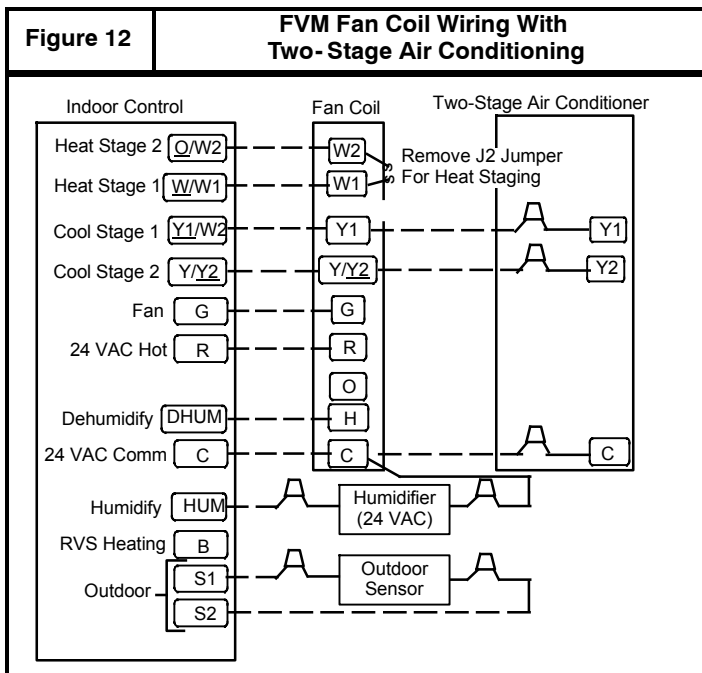 Figure 12
FVM Fan Coil Wiring With
Two-Stage Air Conditioning
Indoor Control
Fan Coil
Two-Stage Air Conditioner
Heat Stage 2 O/W2 W2
Remove J2 Jumper
For Heat Staging
Heat Stage 1 W/W1 W1
Cool Stage 1 Y1/W2 Y1 Y1
Cool Stage 2 Y/Y2 Y/Y2 Y2
Fan G G
24 VAC Hot R R
O
Dehumidify DHUM H
24 VAC Comm C C C
Humidify HUM
Humidifier
(24 VAC)
RVS Heating B
Outdoor
S1
S2
Outdoor
Sensor